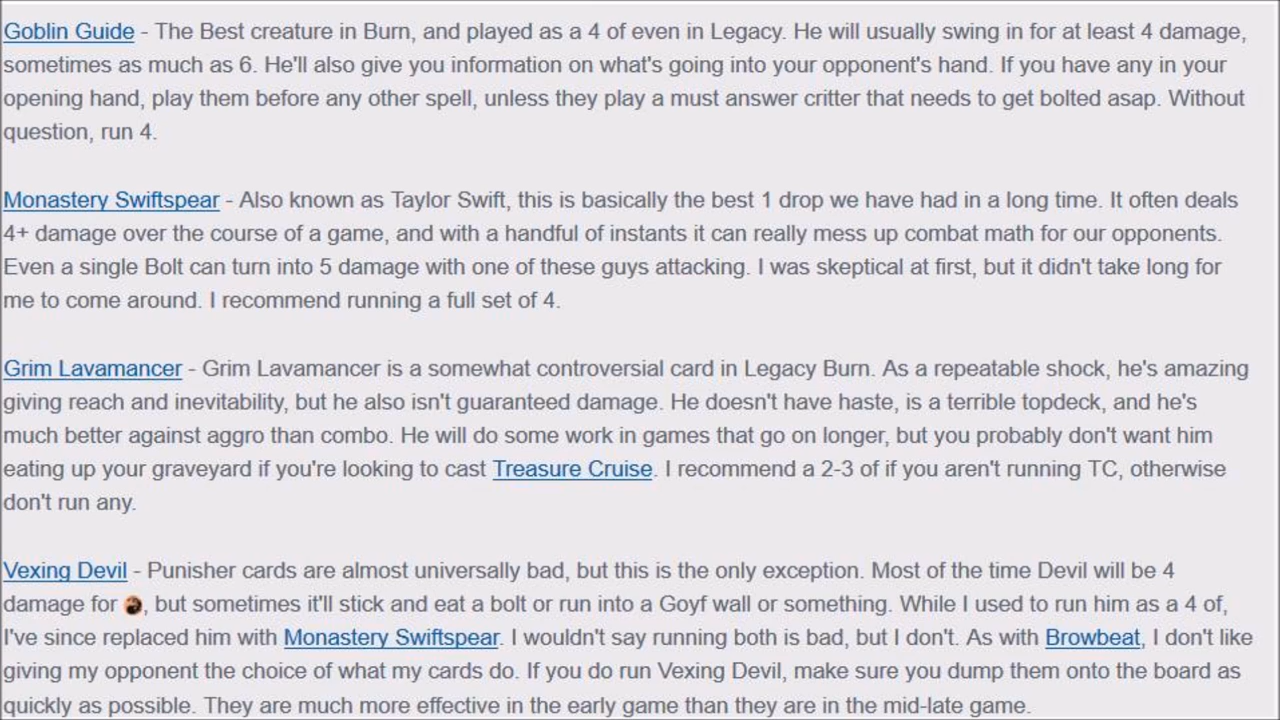 Goblin Guide - The Best creature in Burn, and played as a 4 of even in Legacy. He will usually swing in for at least 4 damage,
sometimes as much as 6. He'll also give you information on what's going into your opponent's hand. If you have any in your
opening hand, play them before any other spell, unless they play a must answer critter that needs to get bolted asap. Without
question, run 4.
Monastery Swiftspear - Also known as Taylor Swift, this is basically the best 1 drop we have had in a long time. It often deals
4+ damage over the course of a game, and with a handful of instants it can really mess up combat math for our opponents.
Even a single Bolt can turn into 5 damage with one of these guys attacking. I was skeptical at first, but it didn't take long for
me to come around. I recommend running a full set of 4.
Grim Lavamancer - Grim Lavamancer is a somewhat controversial card in Legacy Burn. As a repeatable shock, he's amazing
giving reach and inevitability, but he also isn't guaranteed damage. He doesn't have haste, is a terrible topdeck, and he's
much better against aggro than combo. He will do some work in games that go on longer, but you probably don't want him
eating up your graveyard if you're looking to cast Treasure Cruise. I recommend a 2-3 of if you aren't running TC, otherwise
don't run any.
Vexing Devil - Punisher cards are almost universally bad, but this is the only exception. Most of the time Devil will be 4
damage for , but sometimes it'll stick and eat a bolt or run into a Goyf wall or something. While I used to run him as a 4 of,
I've since replaced him with Monastery Swiftspear. I wouldn't say running both is bad, but I don't. As with Browbeat, I don't like
giving my opponent the choice of what my cards do. If you do run Vexing Devil, make sure you dump them onto the board as
quickly as possible. They are much more effective in the early game than they are in the mid-late game.